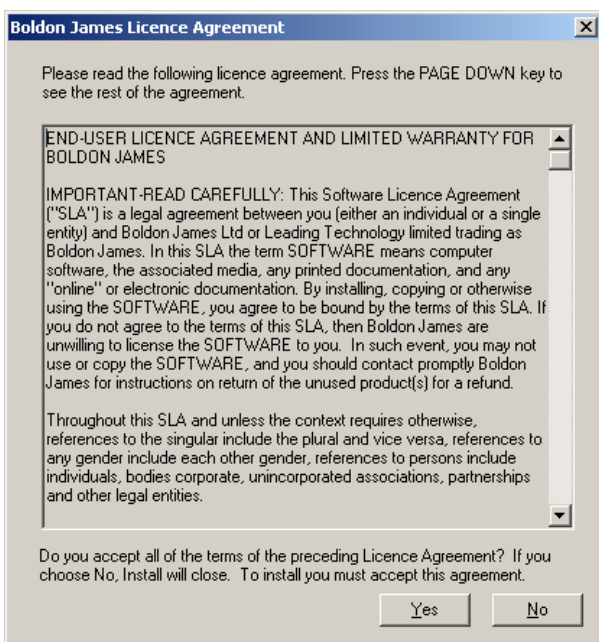 Boldon James Licence Agreement
Please read the following licence agreement. Press the PAGE DOWN key to
see the rest of the agreement.
END-USER LICENCE AGREEMENT AND LIMITED WARRANTY FOR
BOLDON JAMES
IMPORTANT-READ CAREFULLY: This Software Licence Agreement
("SLA") is a legal agreement between you (either an individual or a single
entity) and Boldon James Ltd or Leading Technology limited trading as
Boldon James. In this SLA the term SOFTWARE means computer
software, the associated media, any printed documentation, and any
"online" or electronic documentation. By installing, copying or otherwise
using the SOFTWARE, you agree to be bound by the terms of this SLA. If
you do not agree to the terms of this SLA, then Boldon James are
unwilling to license the SOFTWARE to you.  In such event, you may not
use or copy the SOFTWARE, and you should contact promptly Boldon
James for instructions on return of the unused product(s) for a refund.
Throughout this SLA and unless the context requires otherwise,
references to the singular include the plural and vice versa, references to
any gender include each other gender, references to persons include
individuals, bodies corporate, unincorporated associations, partnerships
and other legal entities.
Do you accept all of the terms of the preceding Licence Agreement?  If you
choose No, Install will close.  To install you must accept this agreement.
Yes No